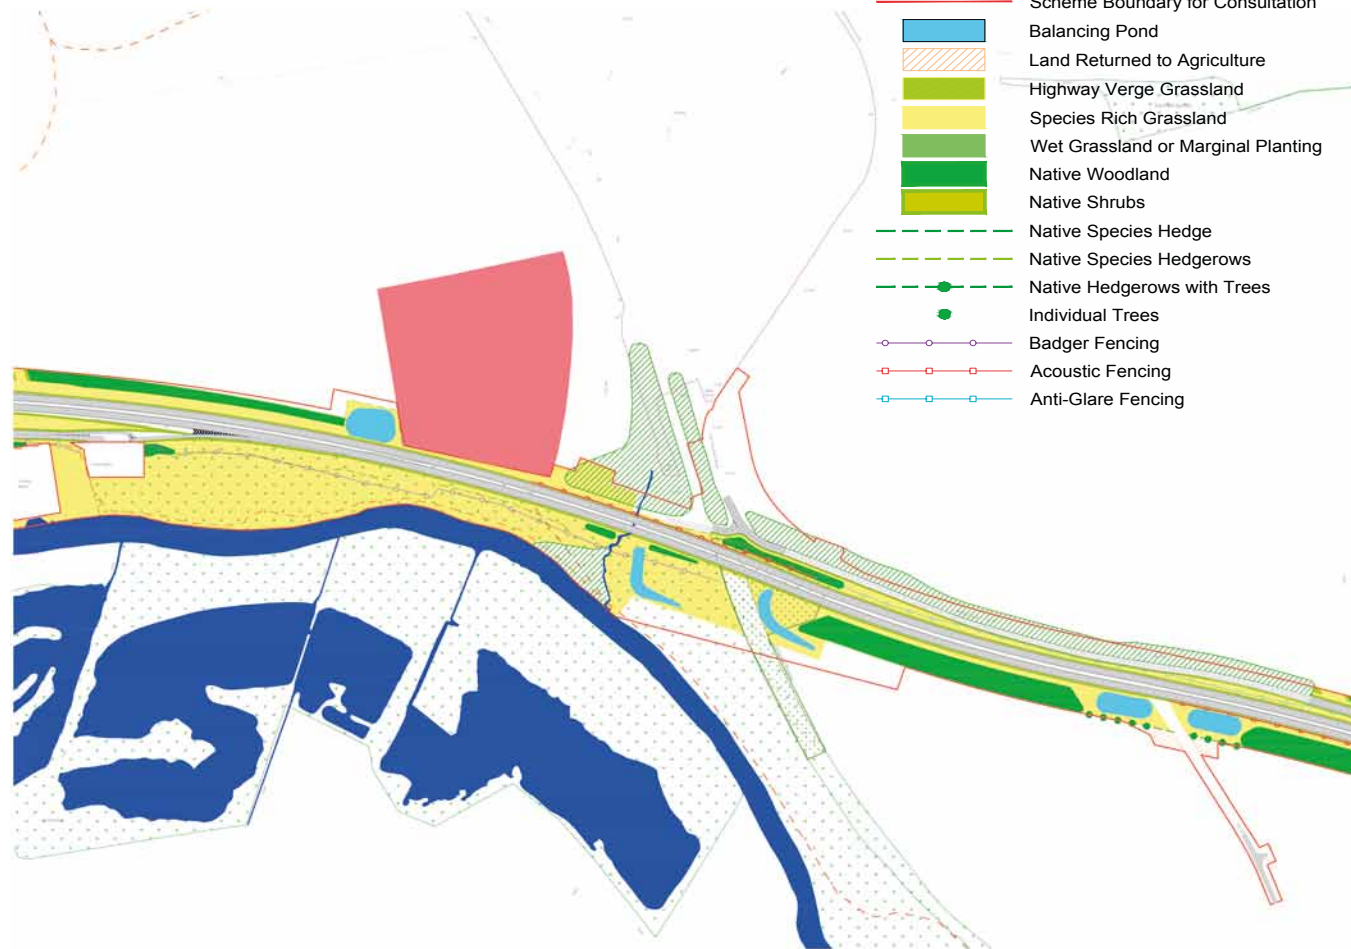 Scheme Boundary for Consultation
Balancing Pond
Land Returned to Agriculture
Highway Verge Grassland
Species Rich Grassland
Wet Grassland or Marginal Planting
Native Woodland
Native Shrubs
Native Species Hedge
Native Species Hedgerows
Native Hedgerows with Trees
Individual Trees
Badger Fencing
Acoustic Fencing
Anti-Glare Fencing